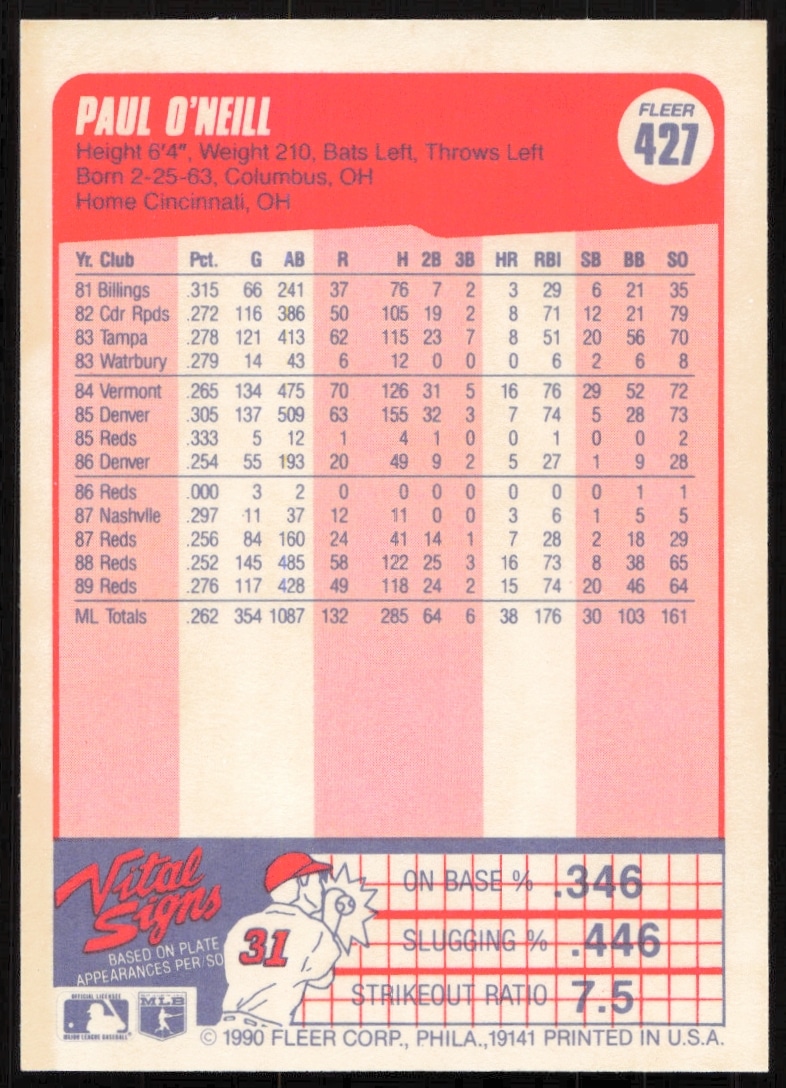 PAUL O'NEILL
FLEER
427
Height 6'4", Weight 210, Bats Left, Throws Left
Born 2-25-63, Columbus, OH
Home Cincinnati, OH
Yr. Club Pct. G AB R H 2B 3B HR RBI SB BB SO
81 Billings .315 66 241 37 76 7 2 3 29 6 21 35
82 Cdr Rpds .272 116 386 50 105 19 2 8 71 12 21 79
83 Tampa .278 121 413 62 115 23 7 8 51 20 56 70
83 Watrbury .279 14 43 6 12 0 0 0 6 2 6 8
84 Vermont .265 134 475 70 126 31 5 16 76 29 52 72
85 Denver .305 137 509 63 155 32 3 7 74 5 28 73
85 Reds .333 5 12 1 4 1 0 0 1 0 0 2
86 Denver .254 55 193 20 49 9 2 5 27 1 9 28
86 Reds .000 3 2 0 0 0 0 0 0 0 1 1
87 Nashvlle .297 11 37 12 11 0 0 3 6 1 5 5
87 Reds .256 84 160 24 41 14 1 7 28 2 18 29
88 Reds .252 145 485 58 122 25 3 16 73 8 38 65
89 Reds .276 117 428 49 118 24 2 15 74 20 46 64
ML Totals .262 354 1087 132 285 64 6 38 176 30 103 161
Vital
Signs
BASED ON PLATE
APPEARANCES PER/SO
31
ON BASE % .346
SLUGGING % .446
STRIKEOUT RATIO 7.5
OFFICIAL LICENSEE
MAJOR LEAGUE BASEBALL
MLB
© 1990 FLEER CORP., PHILA.,19141 PRINTED IN U.S.A.